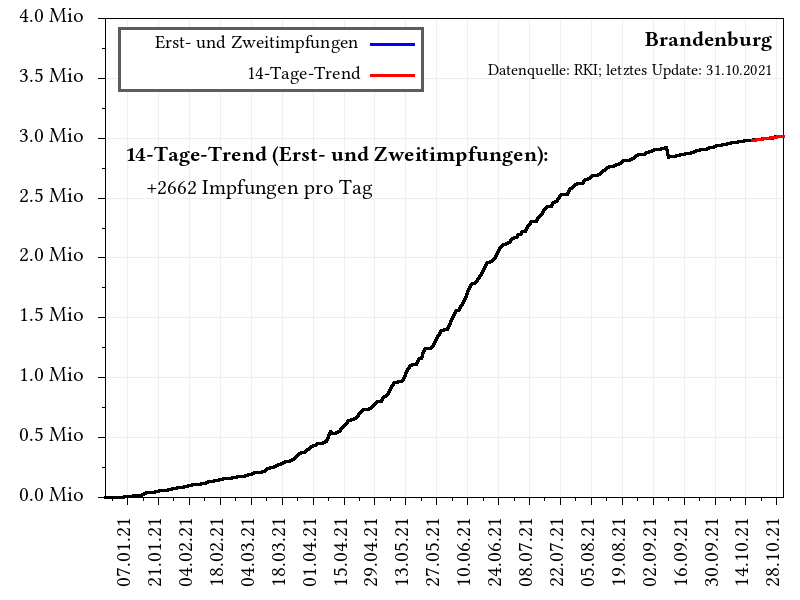 4.0 Mio
3.5 Mio
3.0 Mio
2.5 Mio
2.0 Mio
1.5 Mio
1.0 Mio
0.5 Mio
0.0 Mio
Erst- und Zweitimpfungen
14-Tage-Trend
Brandenburg
Datenquelle: RKI; letztes Update: 31.10.2021
14-Tage-Trend (Erst- und Zweitimpfungen):
+2662 Impfungen pro Tag
07.01.21
21.01.21
04.02.21
18.02.21
04.03.21
18.03.21
01.04.21
15.04.21
29.04.21
13.05.21
27.05.21
10.06.21
24.06.21
08.07.21
22.07.21
05.08.21
19.08.21
02.09.21
16.09.21
30.09.21
14.10.21
28.10.21